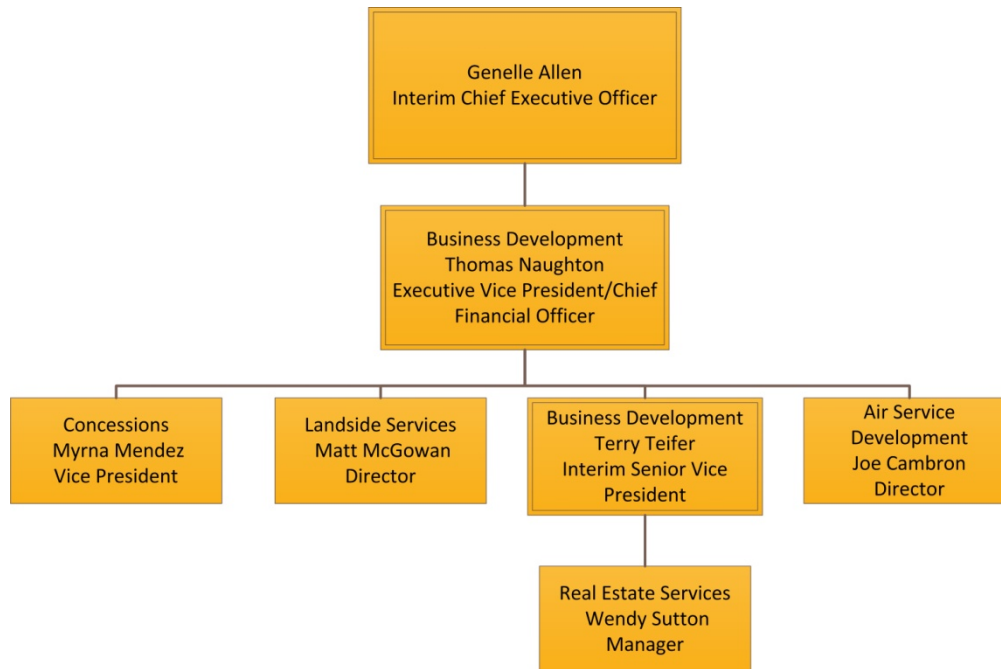 Genelle Allen
Interim Chief Executive Officer
Business Development
Thomas Naughton
Executive Vice President/Chief
Financial Officer
Concessions
Myrna Mendez
Vice President
Landside Services
Matt McGowan
Director
Business Development
Terry Teifer
Interim Senior Vice
President
Air Service
Development
Joe Cambron
Director
Real Estate Services
Wendy Sutton
Manager